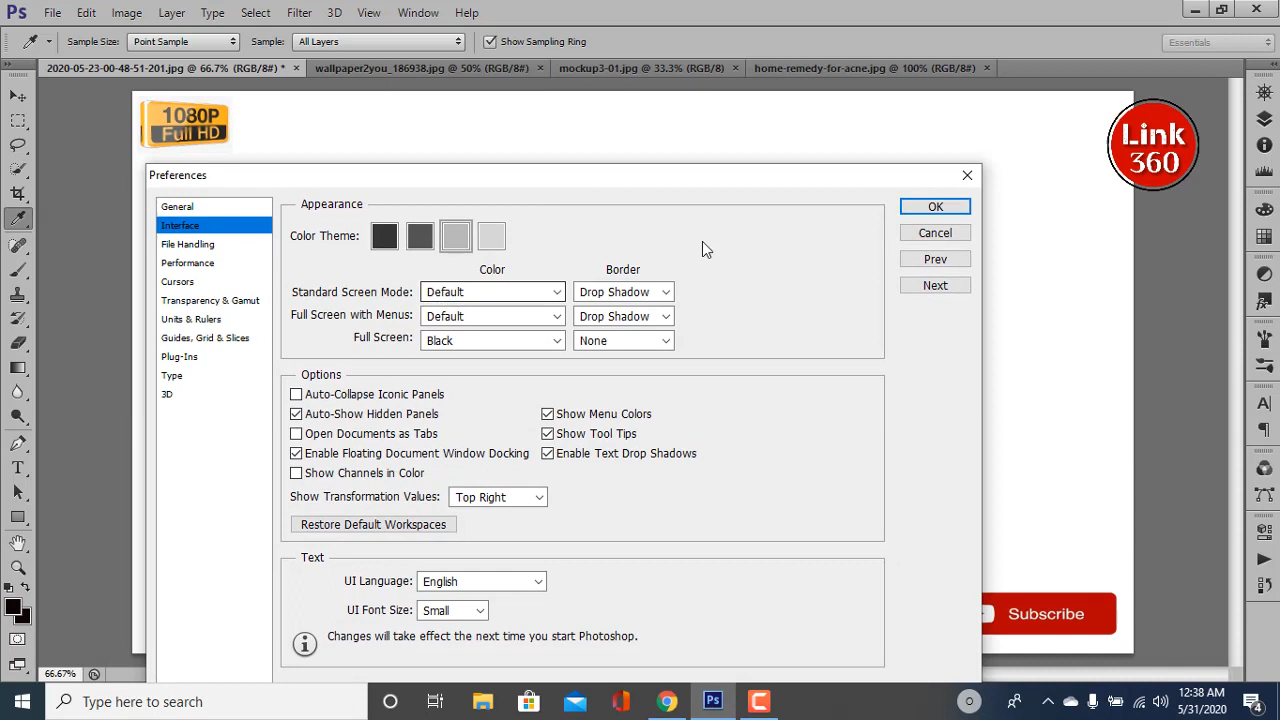 Ps File Edit Image Layer Type Select Filter 3D View Window Help
Sample Size: Point Sample Sample: All Layers Show Sampling Ring Essentials
2020-05-23-00-48-51-201.jpg @ 66.7% (RGB/8#) * × wallpaper2you_186938.jpg @ 50% (RGB/8#) × mockup3-01.jpg @ 33.3% (RGB/8) × home-remedy-for-acne.jpg @ 100% (RGB/8#) ×
1080P
Full HD
Link
360
Preferences
General
Interface
File Handling
Performance
Cursors
Transparency & Gamut
Units & Rulers
Guides, Grid & Slices
Plug-Ins
Type
3D
Appearance
Color Theme:
Color Border
Standard Screen Mode: Default Drop Shadow
Full Screen with Menus: Default Drop Shadow
Full Screen: Black None
OK
Cancel
Prev
Next
Options
Auto-Collapse Iconic Panels
Auto-Show Hidden Panels Show Menu Colors
Open Documents as Tabs Show Tool Tips
Enable Floating Document Window Docking Enable Text Drop Shadows
Show Channels in Color
Show Transformation Values: Top Right
Restore Default Workspaces
Text
UI Language: English
UI Font Size: Small
Changes will take effect the next time you start Photoshop.
Subscribe
66.67%
Type here to search
Ps
12:38 AM
5/31/2020
4